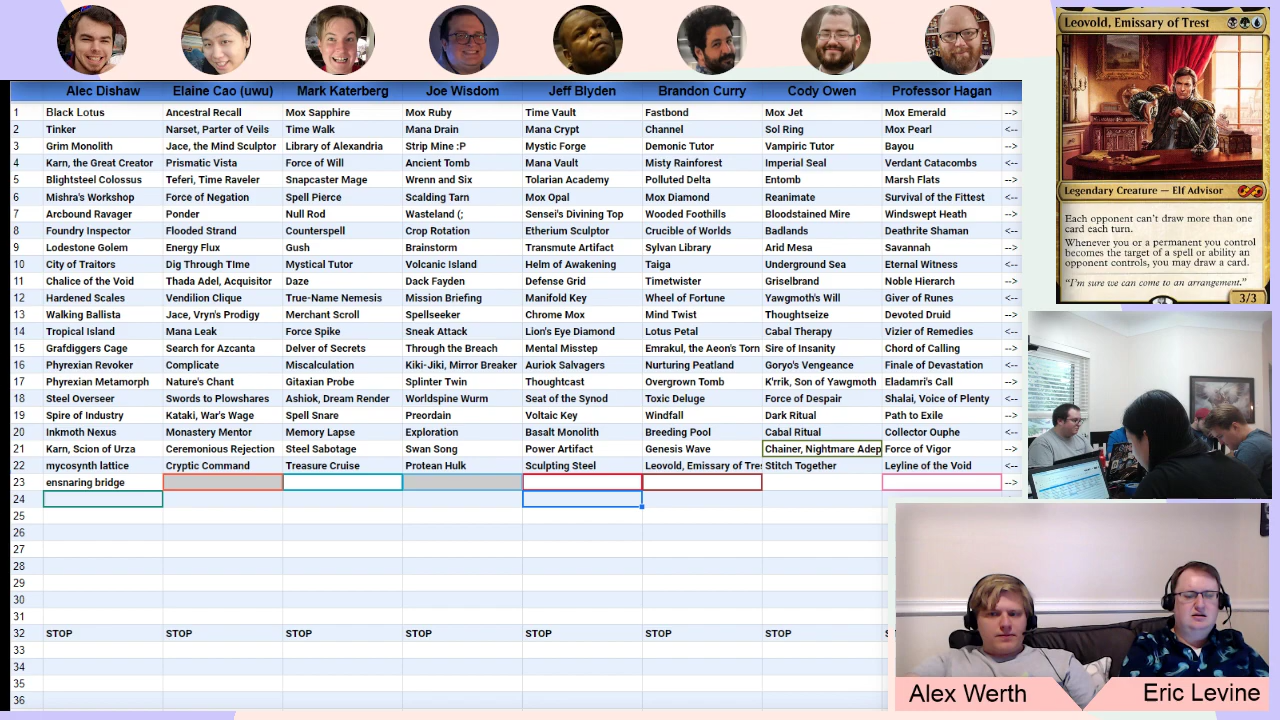 Alec Dishaw Elaine Cao (uwu) Mark Katerberg Joe Wisdom Jeff Blyden Brandon Curry Cody Owen Professor Hagan
1 Black Lotus Ancestral Recall Mox Sapphire Mox Ruby Time Vault Fastbond Mox Jet Mox Emerald -->
2 Tinker Narset, Parter of Veils Time Walk Mana Drain Mana Crypt Channel Sol Ring Mox Pearl <--
3 Grim Monolith Jace, the Mind Sculptor Library of Alexandria Strip Mine :P Mystic Forge Demonic Tutor Vampiric Tutor Bayou -->
4 Karn, the Great Creator Prismatic Vista Force of Will Ancient Tomb Mana Vault Misty Rainforest Imperial Seal Verdant Catacombs <--
5 Blightsteel Colossus Teferi, Time Raveler Snapcaster Mage Wrenn and Six Tolarian Academy Polluted Delta Entomb Marsh Flats -->
6 Mishra's Workshop Force of Negation Spell Pierce Scalding Tarn Mox Opal Mox Diamond Reanimate Survival of the Fittest <--
7 Arcbound Ravager Ponder Null Rod Wasteland (; Sensei's Divining Top Wooded Foothills Bloodstained Mire Windswept Heath -->
8 Foundry Inspector Flooded Strand Counterspell Crop Rotation Etherium Sculptor Crucible of Worlds Badlands Deathrite Shaman <--
9 Lodestone Golem Energy Flux Gush Brainstorm Transmute Artifact Sylvan Library Arid Mesa Savannah -->
10 City of Traitors Dig Through TIme Mystical Tutor Volcanic Island Helm of Awakening Taiga Underground Sea Eternal Witness <--
11 Chalice of the Void Thada Adel, Acquisitor Daze Dack Fayden Defense Grid Timetwister Griselbrand Noble Hierarch -->
12 Hardened Scales Vendilion Clique True-Name Nemesis Mission Briefing Manifold Key Wheel of Fortune Yawgmoth's Will Giver of Runes <--
13 Walking Ballista Jace, Vryn's Prodigy Merchant Scroll Spellseeker Chrome Mox Mind Twist Thoughtseize Devoted Druid -->
14 Tropical Island Mana Leak Force Spike Sneak Attack Lion's Eye Diamond Lotus Petal Cabal Therapy Vizier of Remedies <--
15 Grafdiggers Cage Search for Azcanta Delver of Secrets Through the Breach Mental Misstep Emrakul, the Aeon's Torn Sire of Insanity Chord of Calling -->
16 Phyrexian Revoker Complicate Miscalculation Kiki-Jiki, Mirror Breaker Auriok Salvagers Nurturing Peatland Goryo's Vengeance Finale of Devastation <--
17 Phyrexian Metamorph Nature's Chant Gitaxian Probe Splinter Twin Thoughtcast Overgrown Tomb K'rrik, Son of Yawgmoth Eladamri's Call -->
18 Steel Overseer Swords to Plowshares Ashiok, Dream Render Worldspine Wurm Seat of the Synod Toxic Deluge Force of Despair Shalai, Voice of Plenty <--
19 Spire of Industry Kataki, War's Wage Spell Snare Preordain Voltaic Key Windfall Dark Ritual Path to Exile -->
20 Inkmoth Nexus Monastery Mentor Memory Lapse Exploration Basalt Monolith Breeding Pool Cabal Ritual Collector Ouphe <--
21 Karn, Scion of Urza Ceremonious Rejection Steel Sabotage Swan Song Power Artifact Genesis Wave Chainer, Nightmare Adep Force of Vigor -->
22 mycosynth lattice Cryptic Command Treasure Cruise Protean Hulk Sculpting Steel Leovold, Emissary of Tres Stitch Together Leyline of the Void <--
23 ensnaring bridge -->
24
25
26
27
28
29
30
31
32 STOP STOP STOP STOP STOP STOP STOP
33
34
35
36
Leovold, Emissary of Trest
Legendary Creature — Elf Advisor
Each opponent can't draw more than one
card each turn.
Whenever you or a permanent you control
becomes the target of a spell or ability an
opponent controls, you may draw a card.
"I'm sure we can come to an arrangement."
3/3
Alex Werth Eric Levine